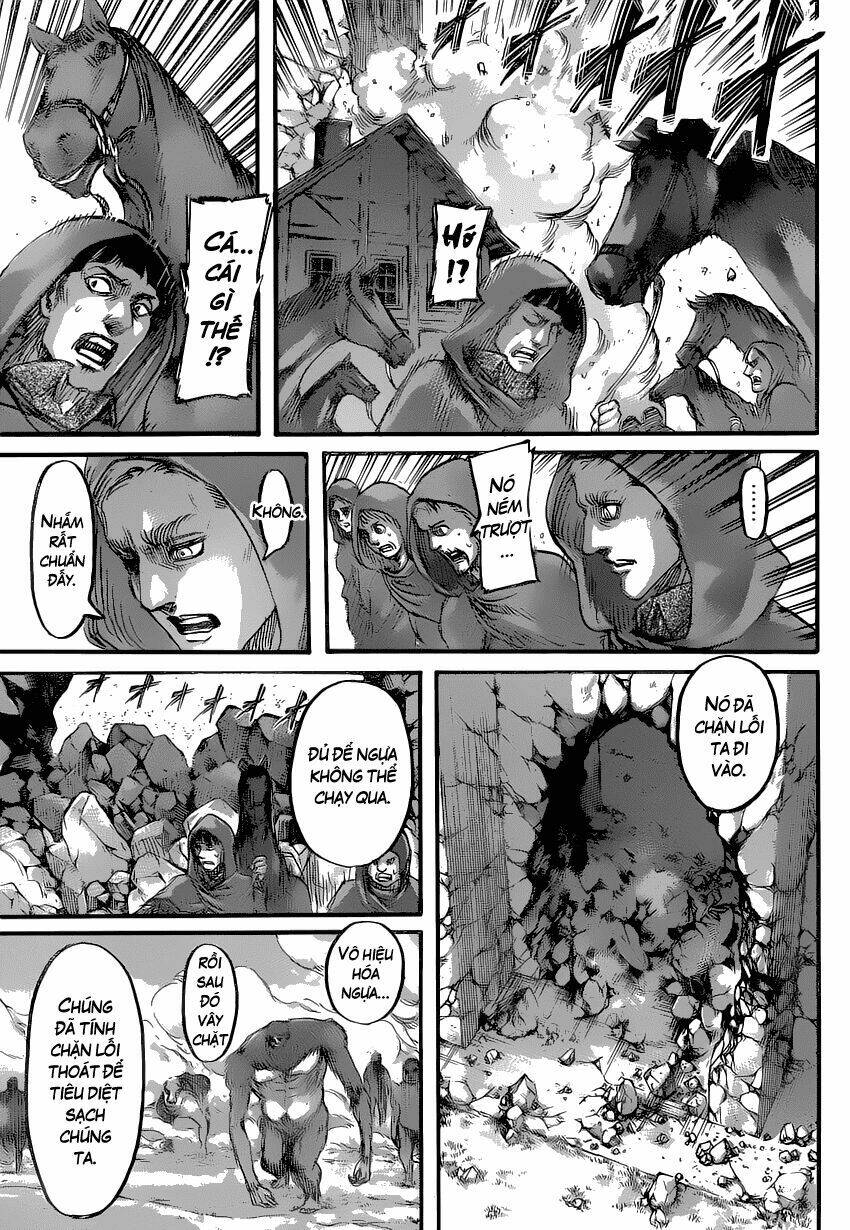 HÓ
!?
CÁ...
CÁI
GÌ
THẾ
!?
.......
NÓ
NÉM
TRƯỢT
...
KHÔNG.
NHẮM
RẤT
CHUẨN
ĐẤY.
NÓ ĐÃ
CHẶN LỐI
TA ĐI
VÀO.
ĐỦ ĐỂ NGỰA
KHÔNG THỂ
CHẠY QUA.
VÔ HIỆU
HÓA
NGỰA...
RỒI
SAU
ĐÓ
VÂY CHẶT
CHÚNG
ĐÃ TÍNH
CHẶN LỐI
THOÁT ĐỂ
TIÊU DIỆT
SẠCH
CHÚNG
TA.